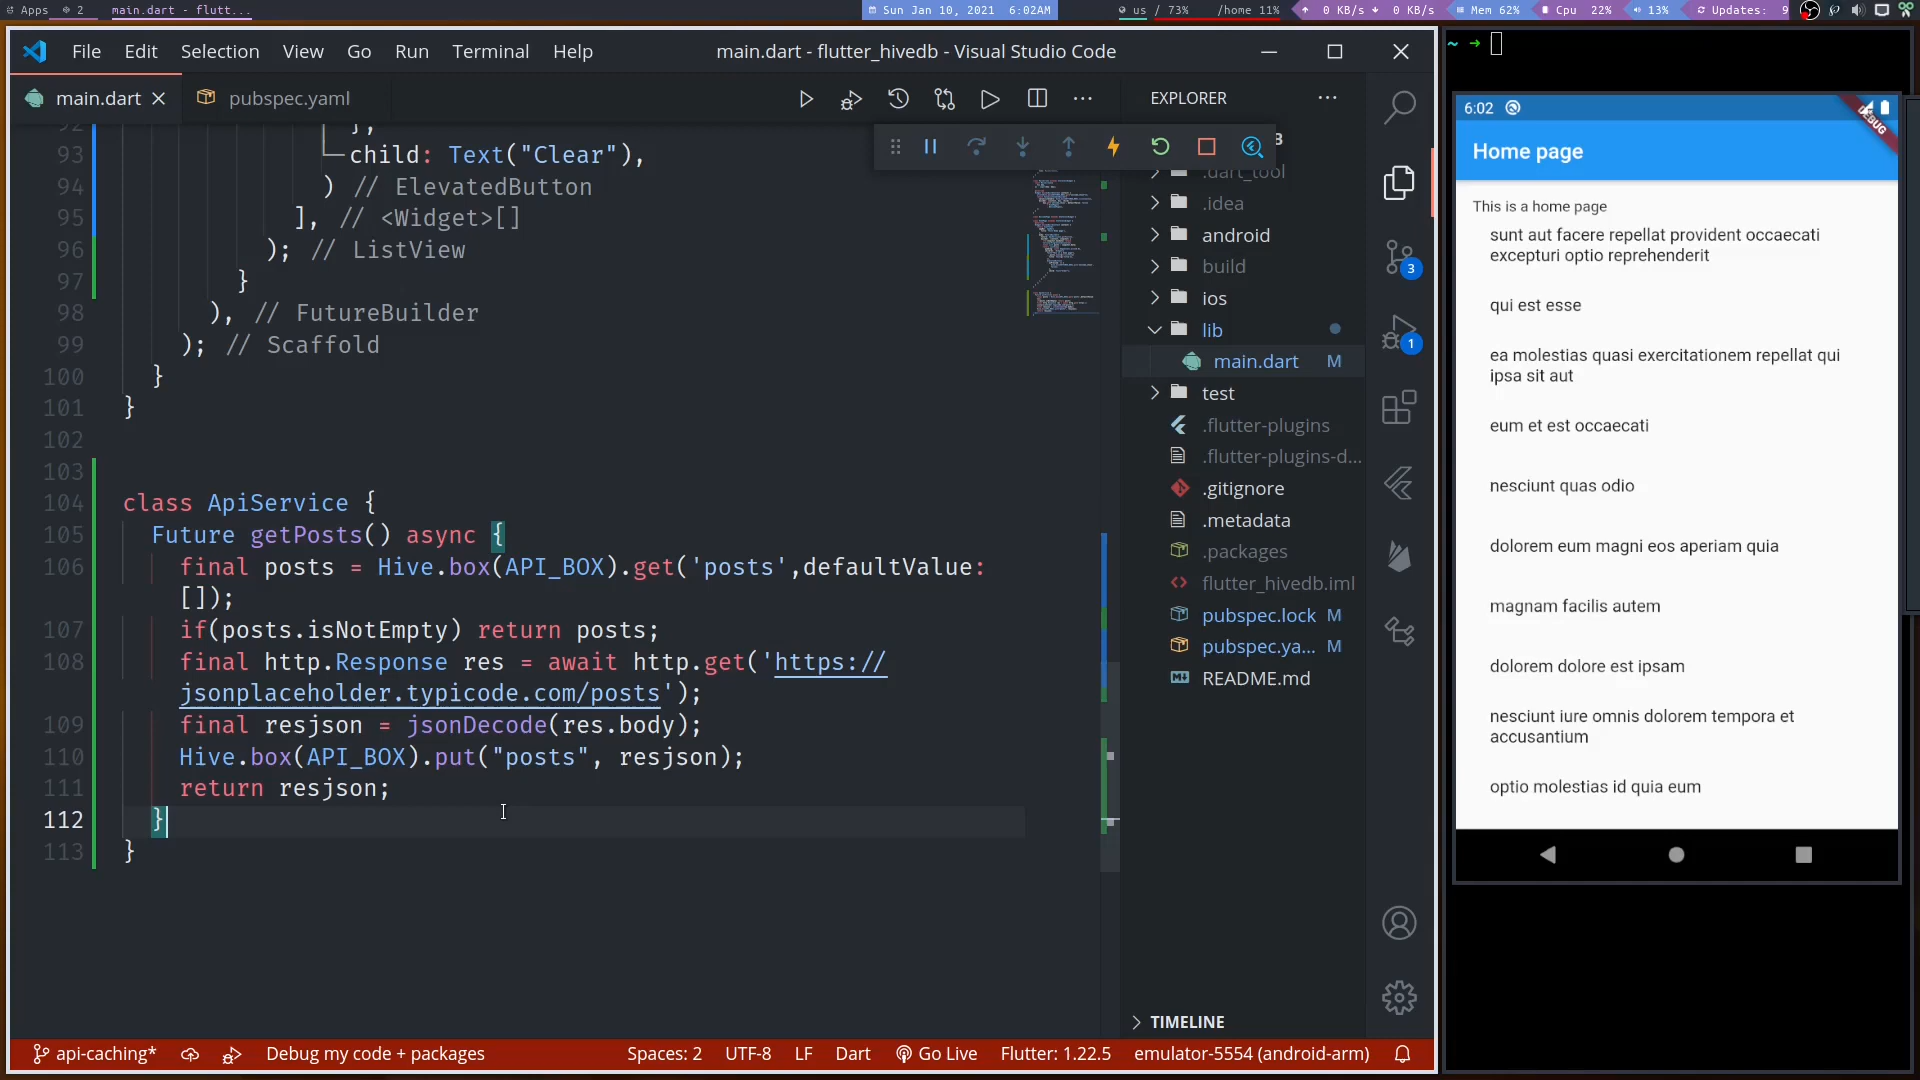 Apps 2 main.dart - flutt... Sun Jan 10, 2021 6:02AM us / 73% /home 11% 0 KB/s 0 KB/s Mem 62% Cpu 22% 13% Updates: 9
File Edit Selection View Go Run Terminal Help main.dart - flutter_hivedb - Visual Studio Code
main.dart pubspec.yaml
92 },
93 child: Text("Clear"),
94 ) // ElevatedButton
95 ], // <Widget>[]
96 ); // ListView
97 }
98 ), // FutureBuilder
99 ); // Scaffold
100 }
101 }
102
103
104 class ApiService {
105 Future getPosts() async {
106 final posts = Hive.box(API_BOX).get('posts',defaultValue:
[]);
107 if(posts.isNotEmpty) return posts;
108 final http.Response res = await http.get('https://
jsonplaceholder.typicode.com/posts');
109 final resjson = jsonDecode(res.body);
110 Hive.box(API_BOX).put("posts", resjson);
111 return resjson;
112 }
113 }
EXPLORER
.dart_tool
.idea
android
build
ios
lib
main.dart M
test
.flutter-plugins
.flutter-plugins-d...
.gitignore
.metadata
.packages
flutter_hivedb.iml
pubspec.lock M
pubspec.ya... M
README.md
TIMELINE
3
1
api-caching* Debug my code + packages Spaces: 2 UTF-8 LF Dart Go Live Flutter: 1.22.5 emulator-5554 (android-arm)
~
6:02
DEBUG
Home page
This is a home page
sunt aut facere repellat provident occaecati
excepturi optio reprehenderit
qui est esse
ea molestias quasi exercitationem repellat qui
ipsa sit aut
eum et est occaecati
nesciunt quas odio
dolorem eum magni eos aperiam quia
magnam facilis autem
dolorem dolore est ipsam
nesciunt iure omnis dolorem tempora et
accusantium
optio molestias id quia eum